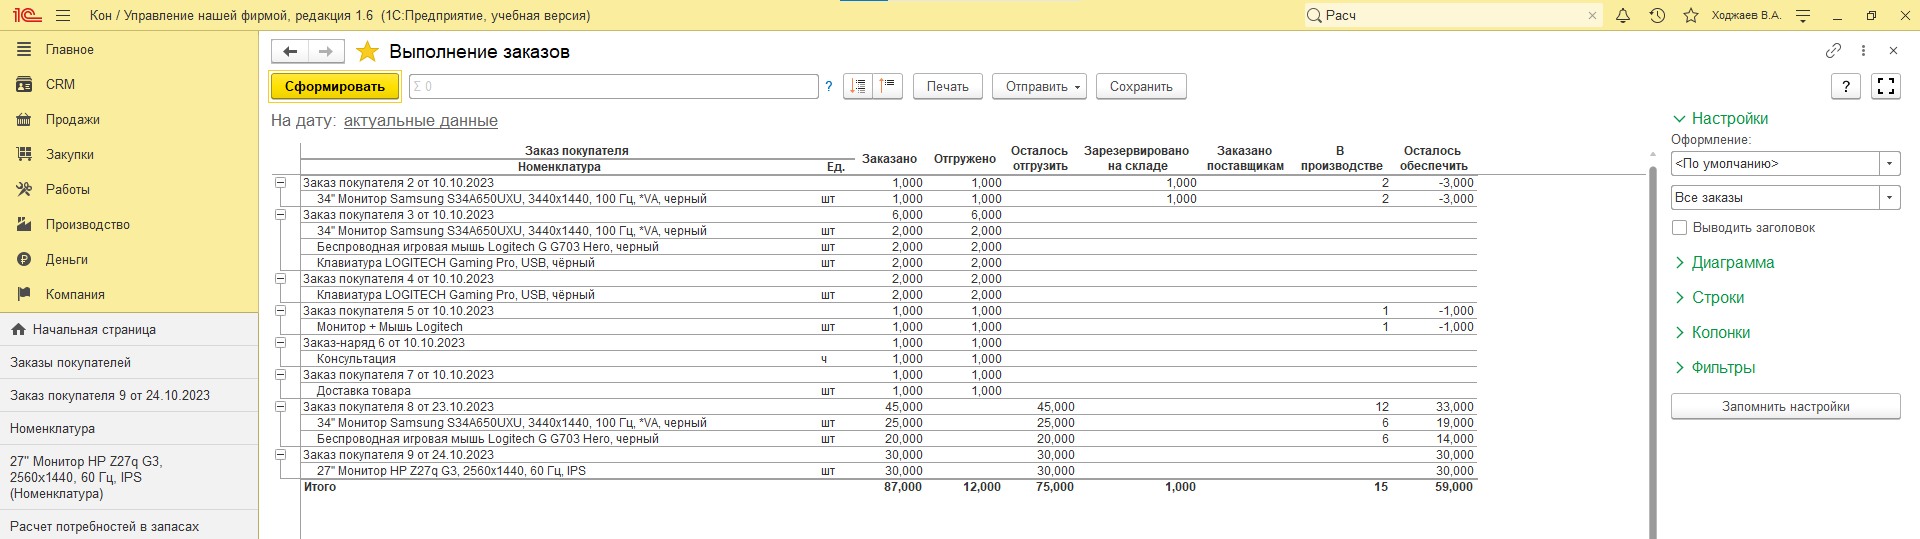 1С Кон / Управление нашей фирмой, редакция 1.6 (1С:Предприятие, учебная версия) Расч × Ходжаев В.А.
Главное
CRM
Продажи
Закупки
Работы
Производство
Деньги
Компания
Начальная страница
Заказы покупателей
Заказ покупателя 9 от 24.10.2023
Номенклатура
27" Монитор HP Z27q G3,
2560x1440, 60 Гц, IPS
(Номенклатура)
Расчет потребностей в запасах
Выполнение заказов
Сформировать Σ 0 ? Печать Отправить Сохранить ?
На дату: актуальные данные
Заказ покупателя Заказано Отгружено Осталось отгрузить Зарезервировано на складе Заказано поставщикам В производстве Осталось обеспечить
Номенклатура Ед.
Заказ покупателя 2 от 10.10.2023 1,000 1,000 1,000 2 -3,000
34" Монитор Samsung S34A650UXU, 3440x1440, 100 Гц, *VA, черный шт 1,000 1,000 1,000 2 -3,000
Заказ покупателя 3 от 10.10.2023 6,000 6,000
34" Монитор Samsung S34A650UXU, 3440x1440, 100 Гц, *VA, черный шт 2,000 2,000
Беспроводная игровая мышь Logitech G G703 Hero, черный шт 2,000 2,000
Клавиатура LOGITECH Gaming Pro, USB, чёрный шт 2,000 2,000
Заказ покупателя 4 от 10.10.2023 2,000 2,000
Клавиатура LOGITECH Gaming Pro, USB, чёрный шт 2,000 2,000
Заказ покупателя 5 от 10.10.2023 1,000 1,000 1 -1,000
Монитор + Мышь Logitech шт 1,000 1,000 1 -1,000
Заказ-наряд 6 от 10.10.2023 1,000 1,000
Консультация ч 1,000 1,000
Заказ покупателя 7 от 10.10.2023 1,000 1,000
Доставка товара шт 1,000 1,000
Заказ покупателя 8 от 23.10.2023 45,000 45,000 12 33,000
34" Монитор Samsung S34A650UXU, 3440x1440, 100 Гц, *VA, черный шт 25,000 25,000 6 19,000
Беспроводная игровая мышь Logitech G G703 Hero, черный шт 20,000 20,000 6 14,000
Заказ покупателя 9 от 24.10.2023 30,000 30,000 30,000
27" Монитор HP Z27q G3, 2560x1440, 60 Гц, IPS шт 30,000 30,000 30,000
Итого 87,000 12,000 75,000 1,000 15 59,000
Настройки
Оформление:
<По умолчанию>
Все заказы
Выводить заголовок
Диаграмма
Строки
Колонки
Фильтры
Запомнить настройки